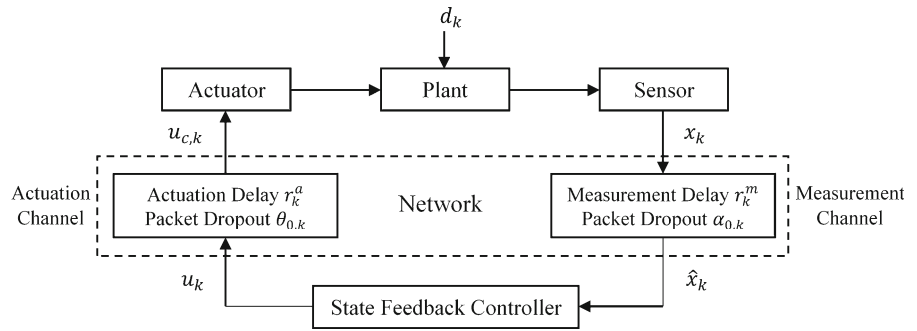 d_k
Actuator
Plant
Sensor
u_{c,k}
x_k
Actuation
Channel
Actuation Delay r_k^a
Packet Dropout θ_{0.k}
Network
Measurement Delay r_k^m
Packet Dropout α_{0.k}
Measurement
Channel
u_k
x̂_k
State Feedback Controller